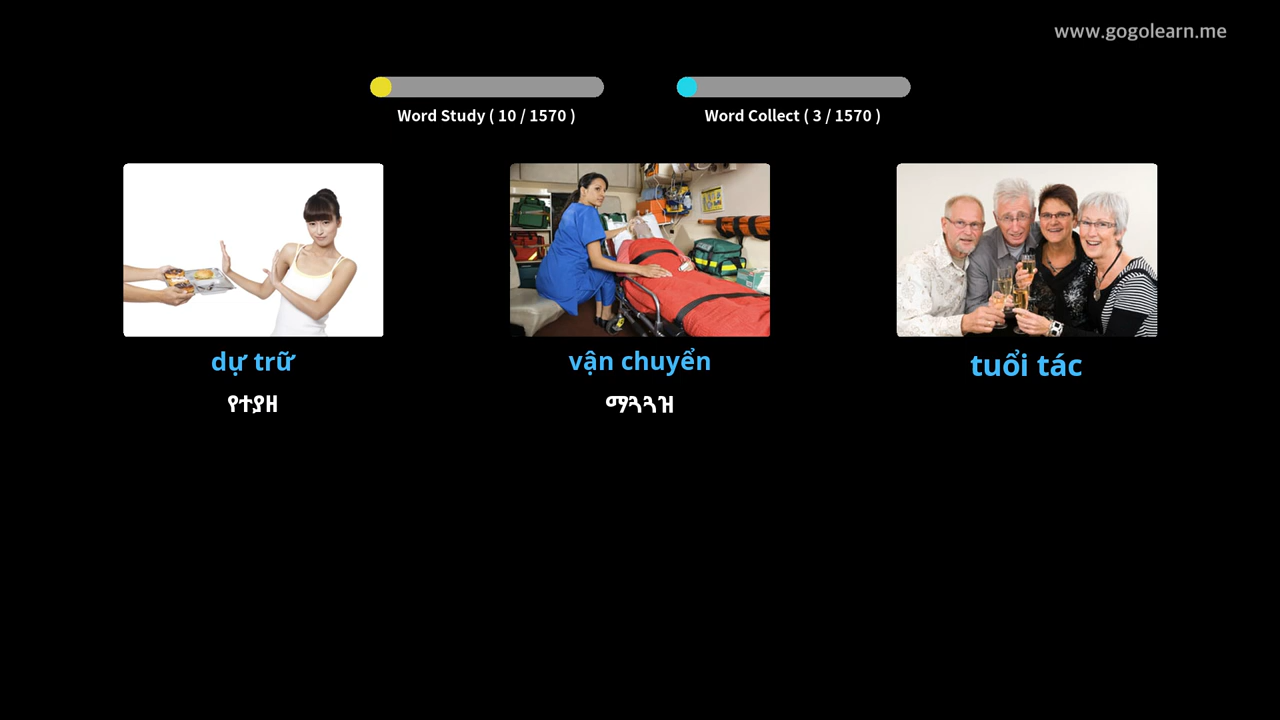 www.gogolearn.me
Word Study ( 10 / 1570 )
Word Collect ( 3 / 1570 )
dự trữ
vận chuyển
tuổi tác
የተያዘ
ማጓጓዝ